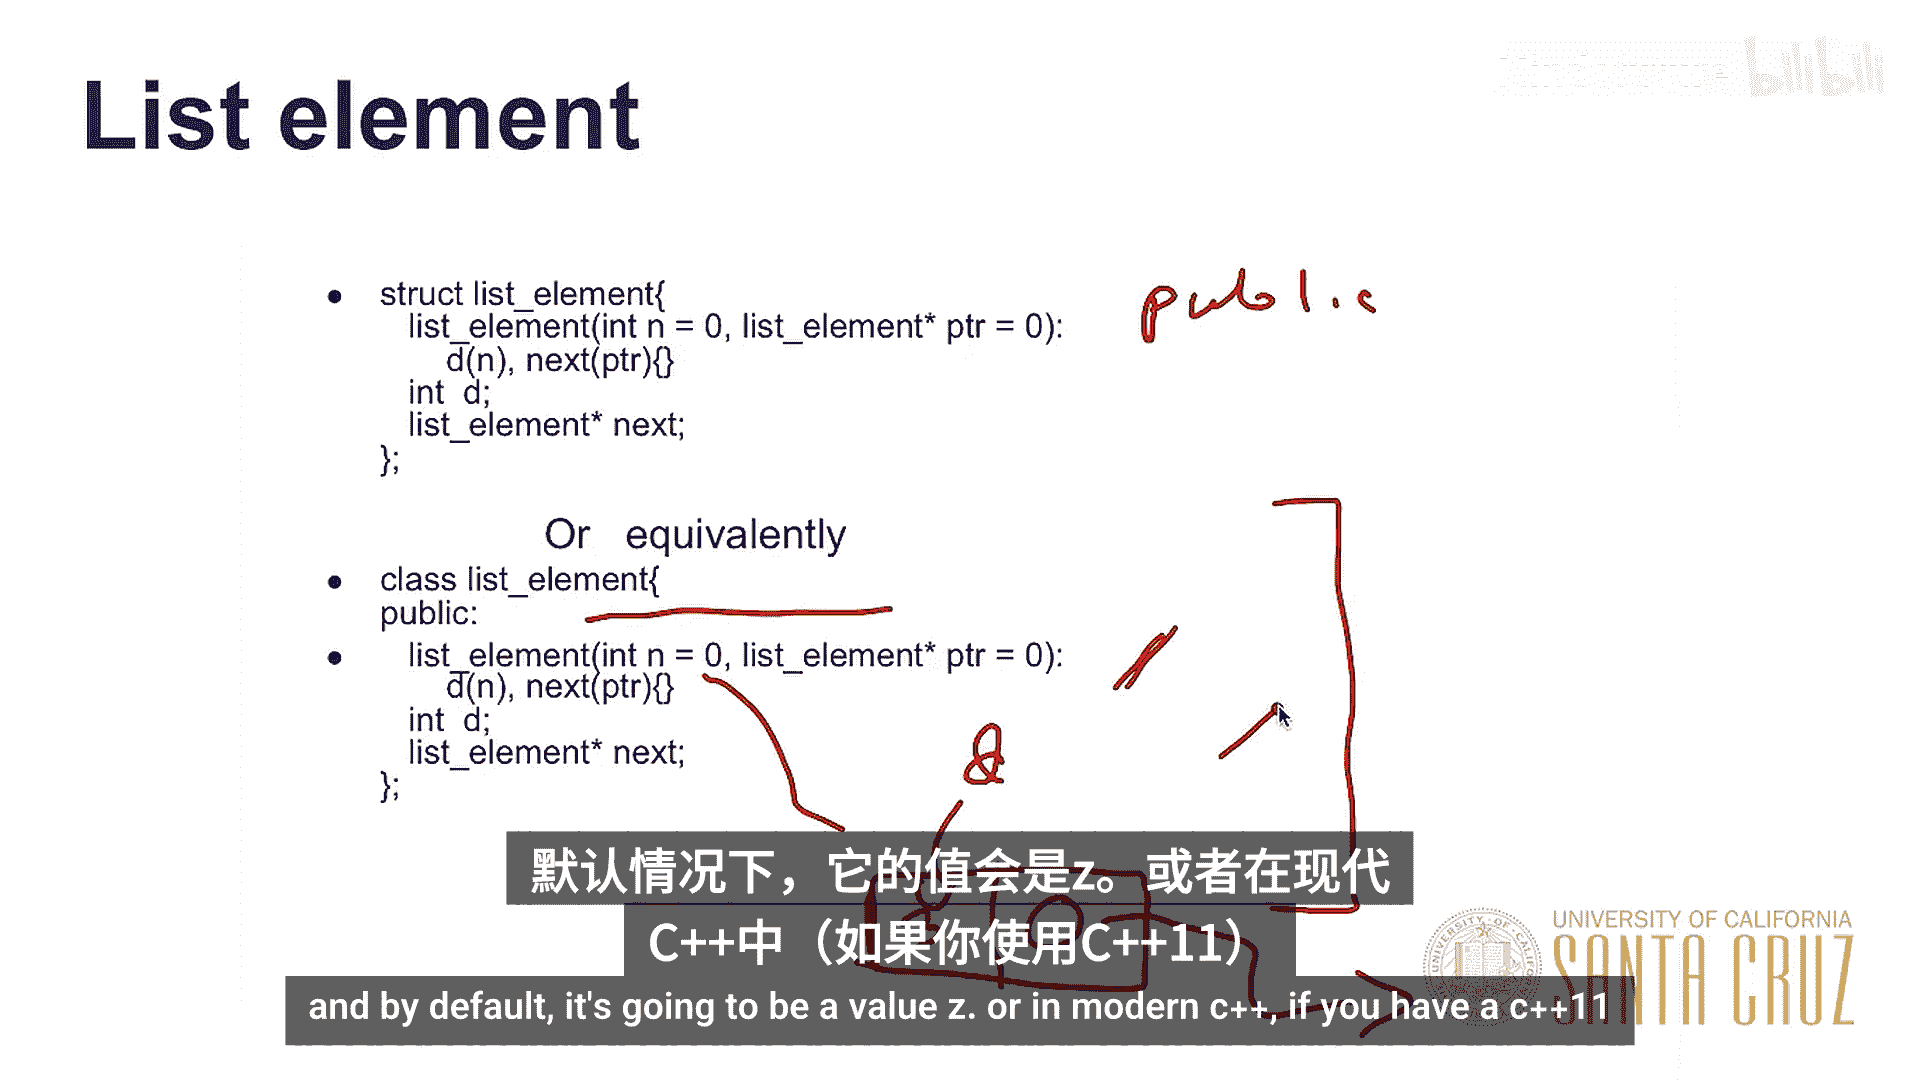 bilibili
List element
public
• struct list_element{
list_element(int n = 0, list_element* ptr = 0):
d(n), next(ptr){}
int d;
list_element* next;
};
Or equivalently
• class list_element{
public:
• list_element(int n = 0, list_element* ptr = 0):
d(n), next(ptr){}
int d;
list_element* next;
};
默认情况下，它的值会是z。或者在现代
C++中（如果你使用C++11）
and by default, it's going to be a value z. or in modern c++, if you have a c++11
UNIVERSITY OF CALIFORNIA
SANTA CRUZ